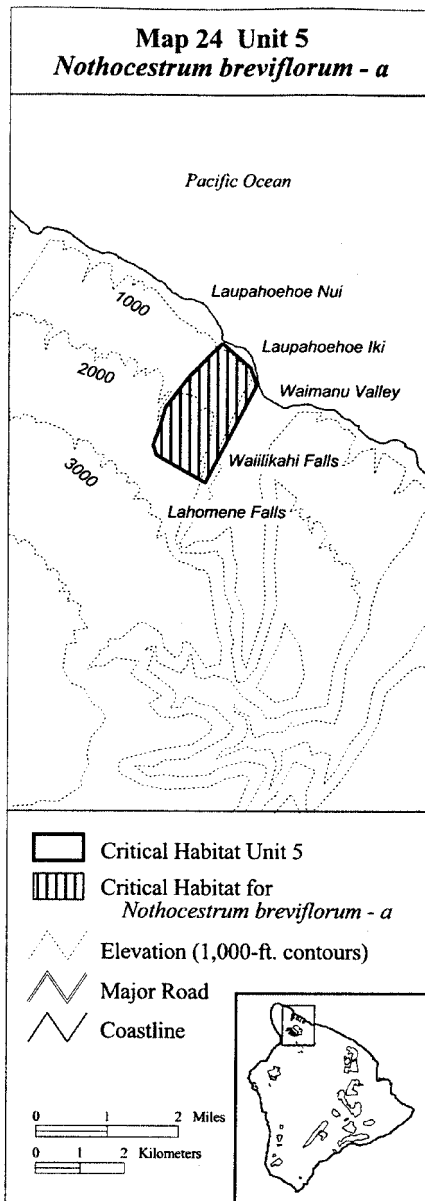 Map 24 Unit 5
Nothocestrum breviflorum - a
Pacific Ocean
Laupahoehoe Nui
1000
Laupahoehoe Iki
2000
Waimanu Valley
3000
Waiilikahi Falls
Lahomene Falls
Critical Habitat Unit 5
Critical Habitat for
Nothocestrum breviflorum - a
Elevation (1,000-ft. contours)
Major Road
Coastline
0 1 2 Miles
0 1 2 Kilometers